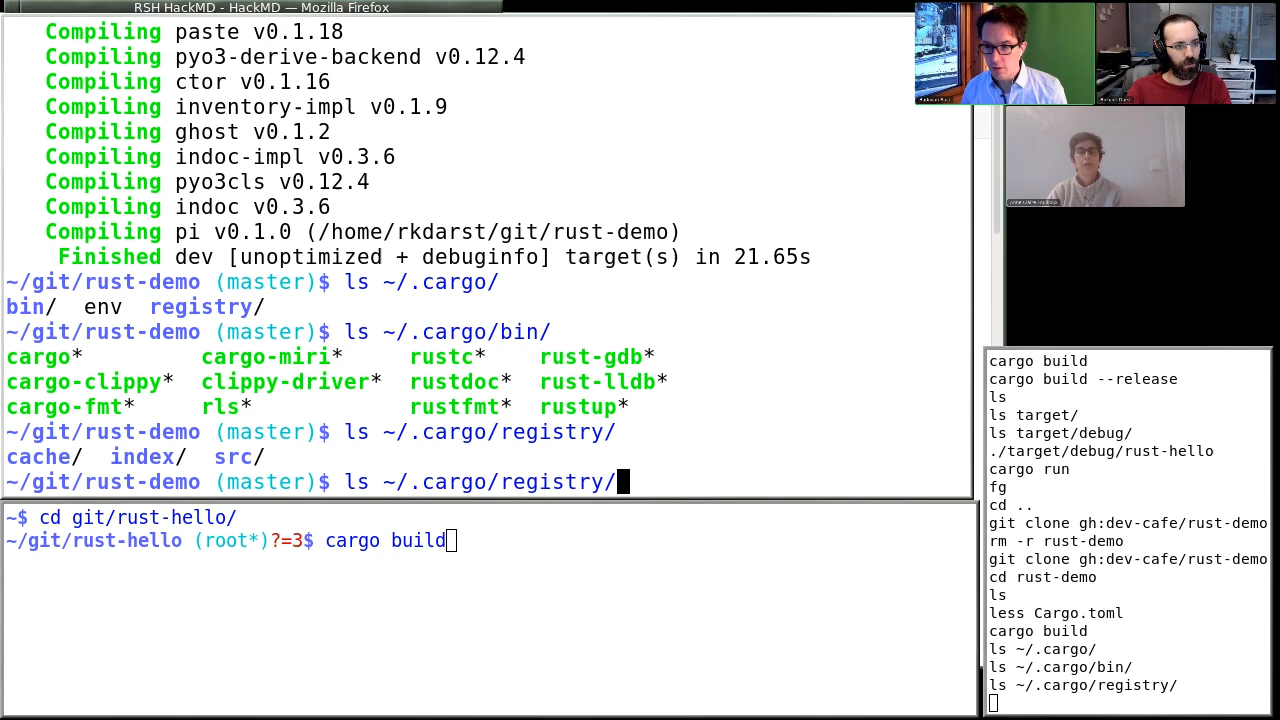 RSH HackMD - HackMD — Mozilla Firefox
Compiling paste v0.1.18
Compiling pyo3-derive-backend v0.12.4
Compiling ctor v0.1.16
Compiling inventory-impl v0.1.9
Compiling ghost v0.1.2
Compiling indoc-impl v0.3.6
Compiling pyo3cls v0.12.4
Compiling indoc v0.3.6
Compiling pi v0.1.0 (/home/rkdarst/git/rust-demo)
Finished dev [unoptimized + debuginfo] target(s) in 21.65s
~/git/rust-demo (master)$ ls ~/.cargo/
bin/ env registry/
~/git/rust-demo (master)$ ls ~/.cargo/bin/
cargo* cargo-miri* rustc* rust-gdb*
cargo-clippy* clippy-driver* rustdoc* rust-lldb*
cargo-fmt* rls* rustfmt* rustup*
~/git/rust-demo (master)$ ls ~/.cargo/registry/
cache/ index/ src/
~/git/rust-demo (master)$ ls ~/.cargo/registry/
~$ cd git/rust-hello/
~/git/rust-hello (root*)?=3$ cargo build
cargo build
cargo build --release
ls
ls target/
ls target/debug/
./target/debug/rust-hello
cargo run
fg
cd ..
git clone gh:dev-cafe/rust-demo
rm -r rust-demo
git clone gh:dev-cafe/rust-demo
cd rust-demo
ls
less Cargo.toml
cargo build
ls ~/.cargo/
ls ~/.cargo/bin/
ls ~/.cargo/registry/